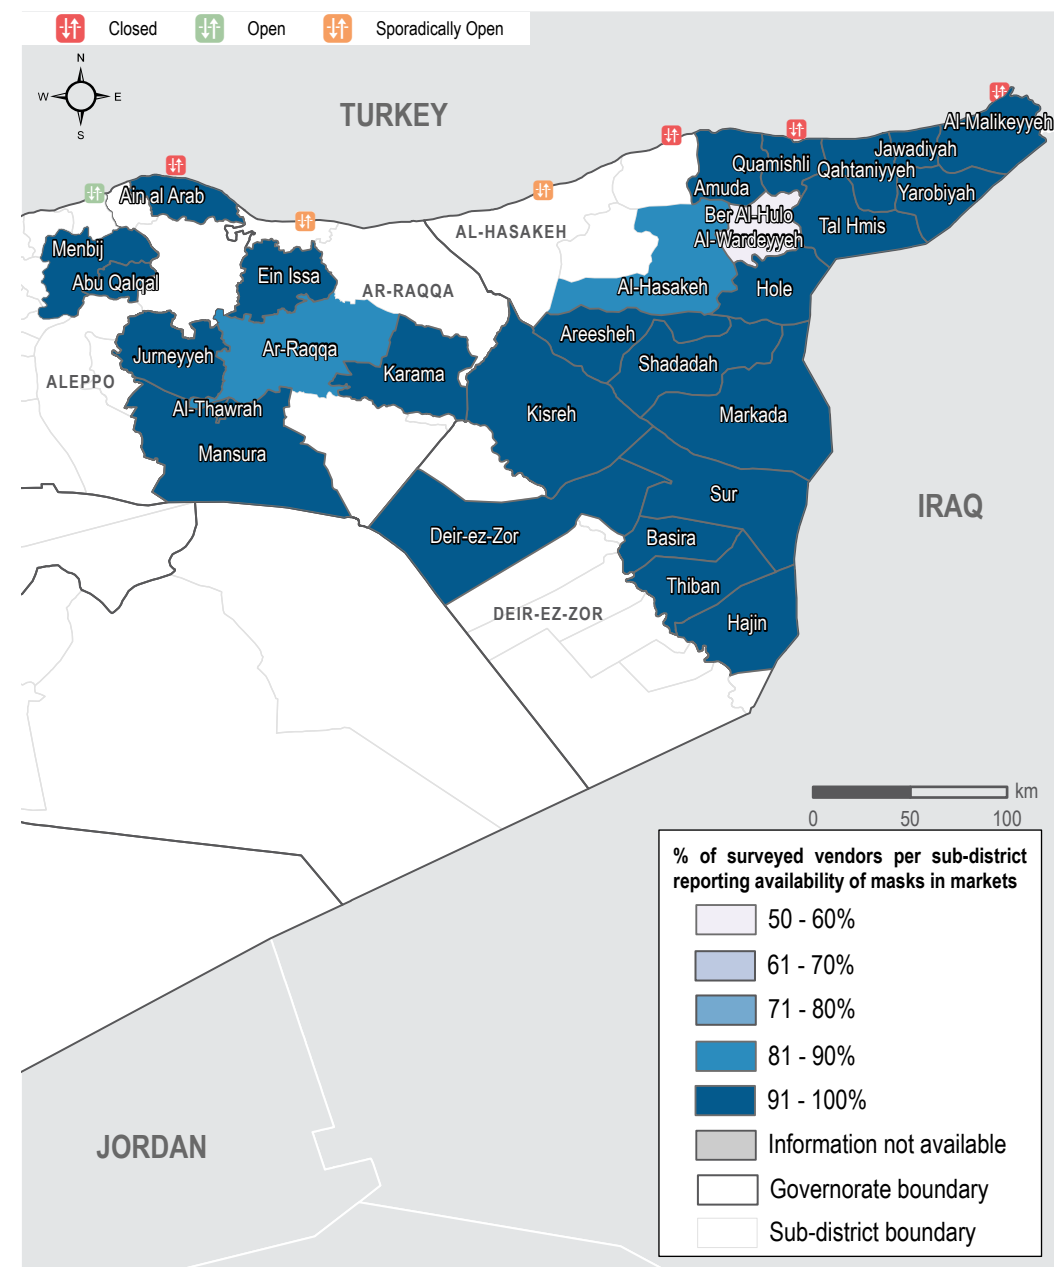 Closed Open Sporadically Open
N
W E
S
TURKEY
Al-Malikeyyeh
Jawadiyah
Quamishli
Qahtaniyyeh
Amuda
Yarobiyah
Ain al Arab
Ber Al-Hulo
Al-Wardeyyeh
Tal Hmis
AL-HASAKEH
Menbij
Abu Qalqal
Ein Issa
AR-RAQQA
Al-Hasakeh
Hole
Areesheh
Jurneyyeh
Ar-Raqqa
Shadadah
Karama
ALEPPO
Al-Thawrah
Kisreh
Markada
Mansura
Sur
IRAQ
Deir-ez-Zor
Basira
Thiban
DEIR-EZ-ZOR
Hajin
km
0 50 100
% of surveyed vendors per sub-district
reporting availability of masks in markets
50 - 60%
61 - 70%
71 - 80%
81 - 90%
91 - 100%
Information not available
Governorate boundary
Sub-district boundary
JORDAN